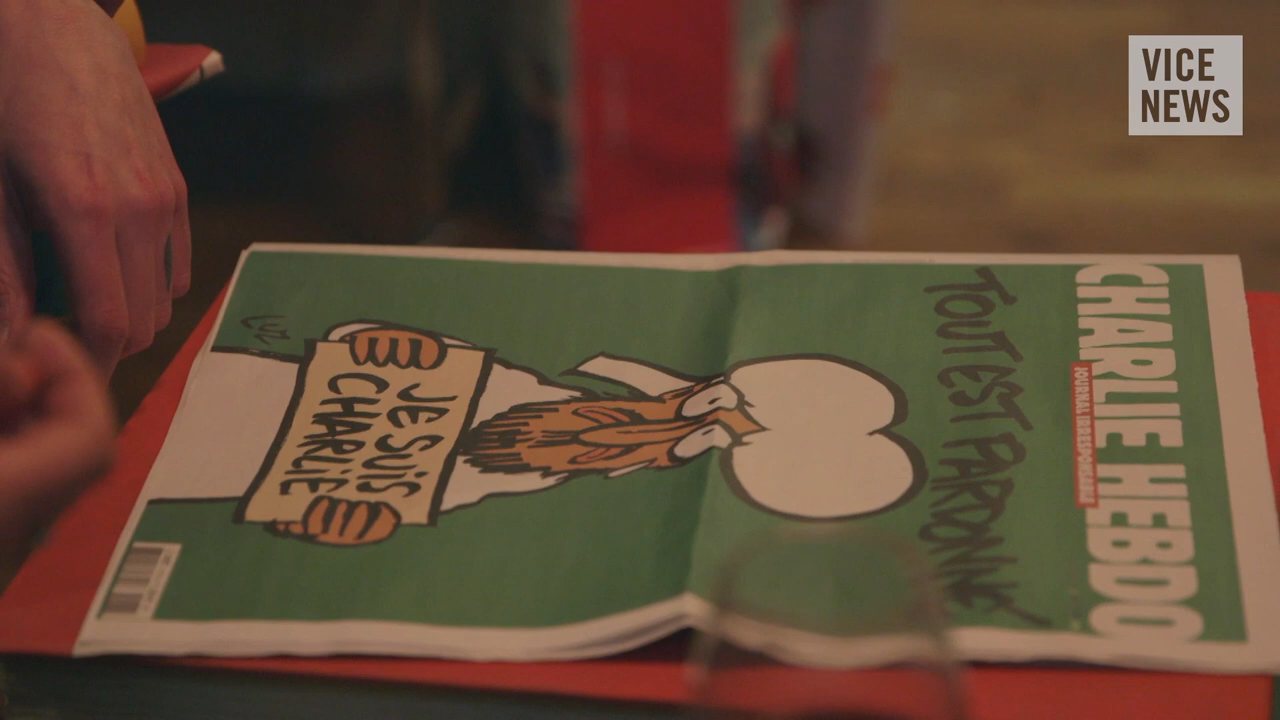 VICE
NEWS
CHARLIE HEBDO
JOURNAL IRRESPONSABLE
TOUT EST PARDONNÉ
JE SUIS
CHARLIE
LUZ